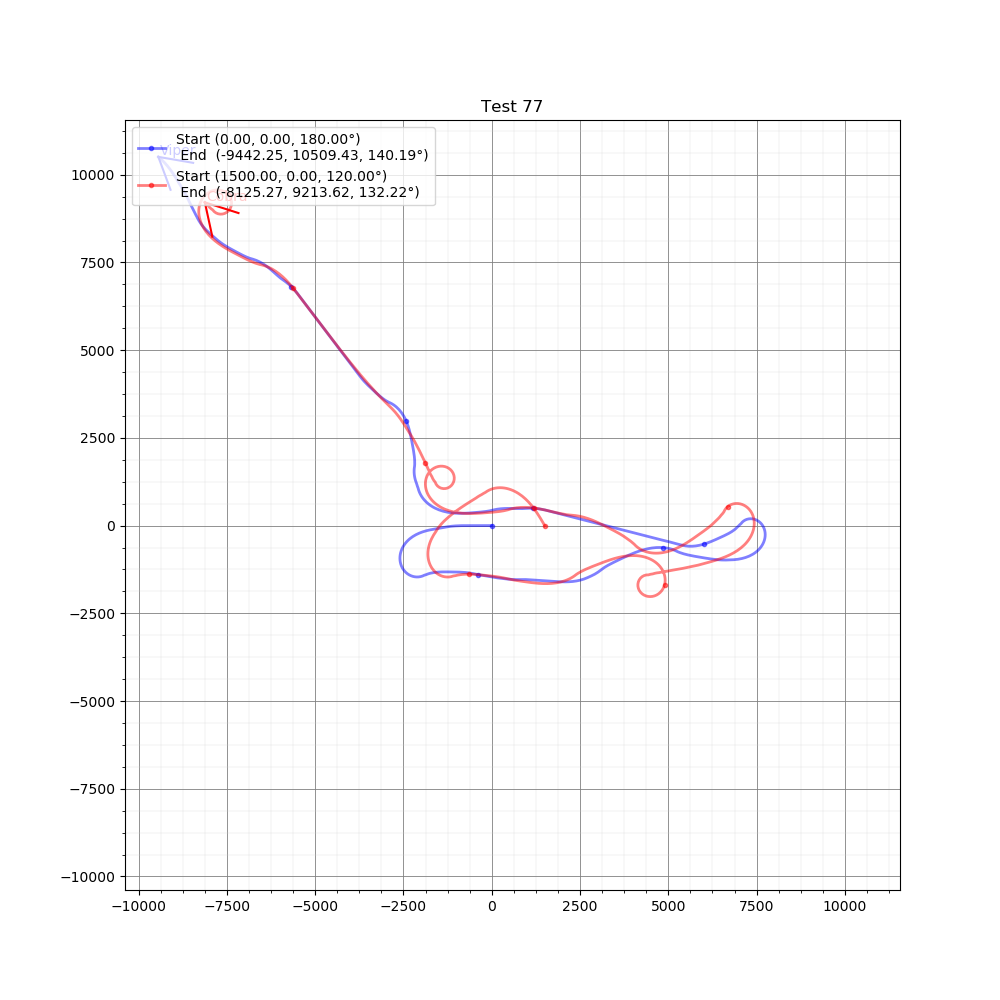 Test 77
Start (0.00, 0.00, 180.00°)
End (-9442.25, 10509.43, 140.19°)
Start (1500.00, 0.00, 120.00°)
End (-8125.27, 9213.62, 132.22°)
10000
7500
5000
2500
0
−2500
−5000
−7500
−10000
−10000 −7500 −5000 −2500 0 2500 5000 7500 10000